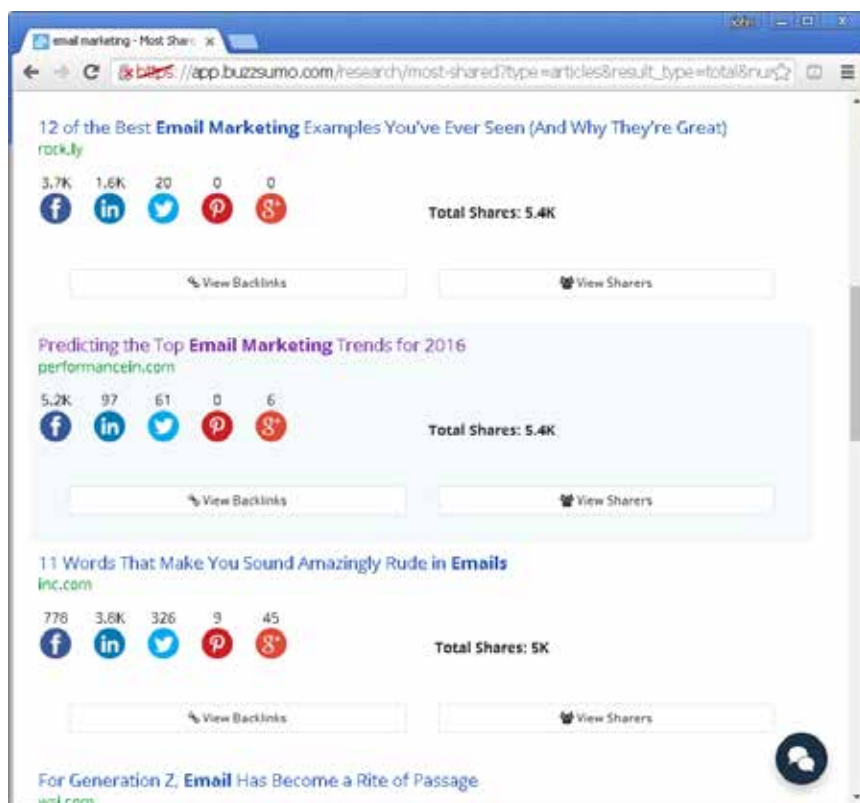 email marketing - Most Share
https://app.buzzsumo.com/research/most-shared?type=articles&result_type=total&nu
12 of the Best Email Marketing Examples You've Ever Seen (And Why They're Great)
rock.ly
3.7K 1.6K 20 0 0
Total Shares: 5.4K
View Backlinks View Sharers
Predicting the Top Email Marketing Trends for 2016
performancein.com
5.2K 97 61 0 6
Total Shares: 5.4K
View Backlinks View Sharers
11 Words That Make You Sound Amazingly Rude in Emails
inc.com
778 3.8K 326 9 45
Total Shares: 5K
View Backlinks View Sharers
For Generation Z, Email Has Become a Rite of Passage
wsj.com